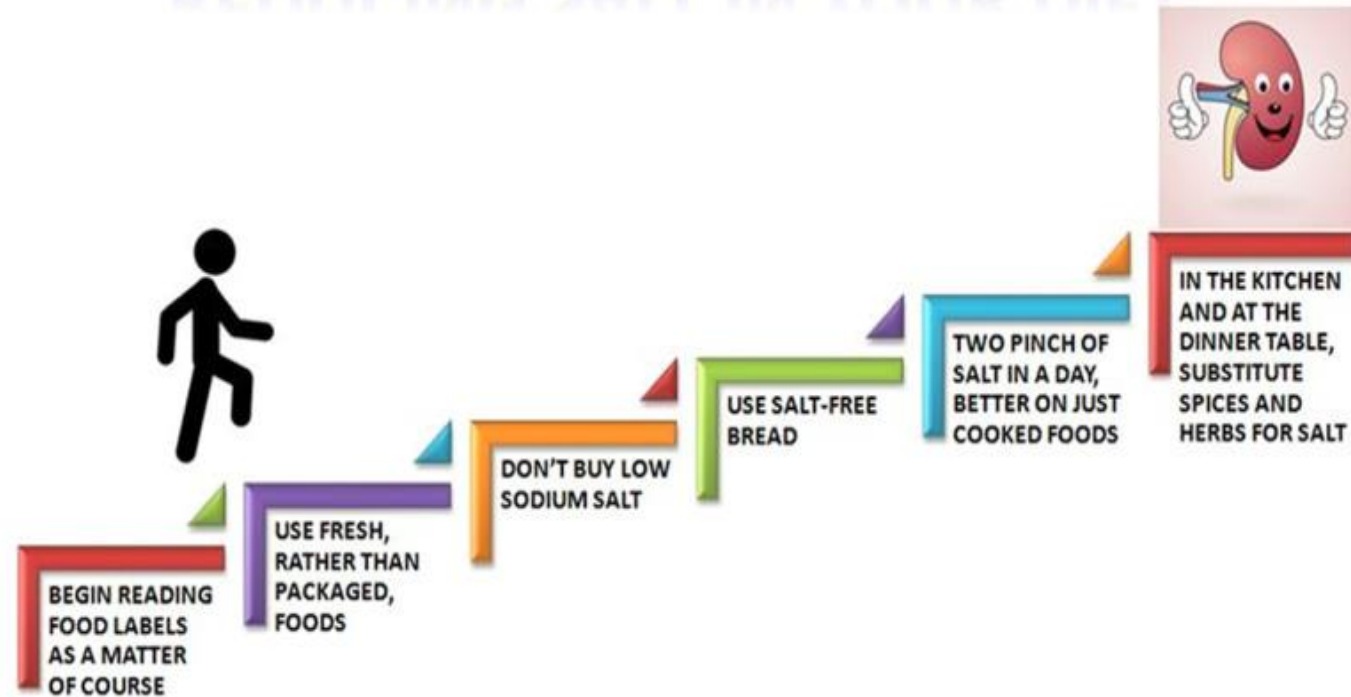 BEGIN READING
FOOD LABELS
AS A MATTER
OF COURSE
USE FRESH,
RATHER THAN
PACKAGED,
FOODS
DON'T BUY LOW
SODIUM SALT
USE SALT-FREE
BREAD
TWO PINCH OF
SALT IN A DAY,
BETTER ON JUST
COOKED FOODS
IN THE KITCHEN
AND AT THE
DINNER TABLE,
SUBSTITUTE
SPICES AND
HERBS FOR SALT